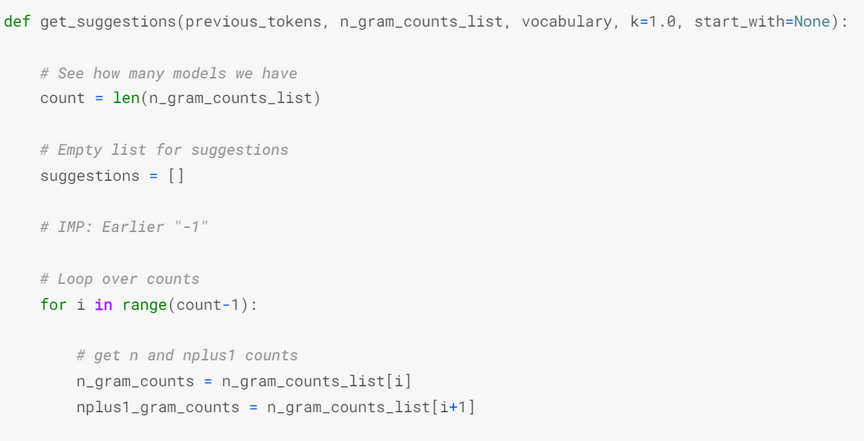 def get_suggestions(previous_tokens, n_gram_counts_list, vocabulary, k=1.0, start_with=None):
    # See how many models we have
    count = len(n_gram_counts_list)
    # Empty list for suggestions
    suggestions = []
    # IMP: Earlier "-1"
    # Loop over counts
    for i in range(count-1):
        # get n and nplus1 counts
        n_gram_counts = n_gram_counts_list[i]
        nplus1_gram_counts = n_gram_counts_list[i+1]